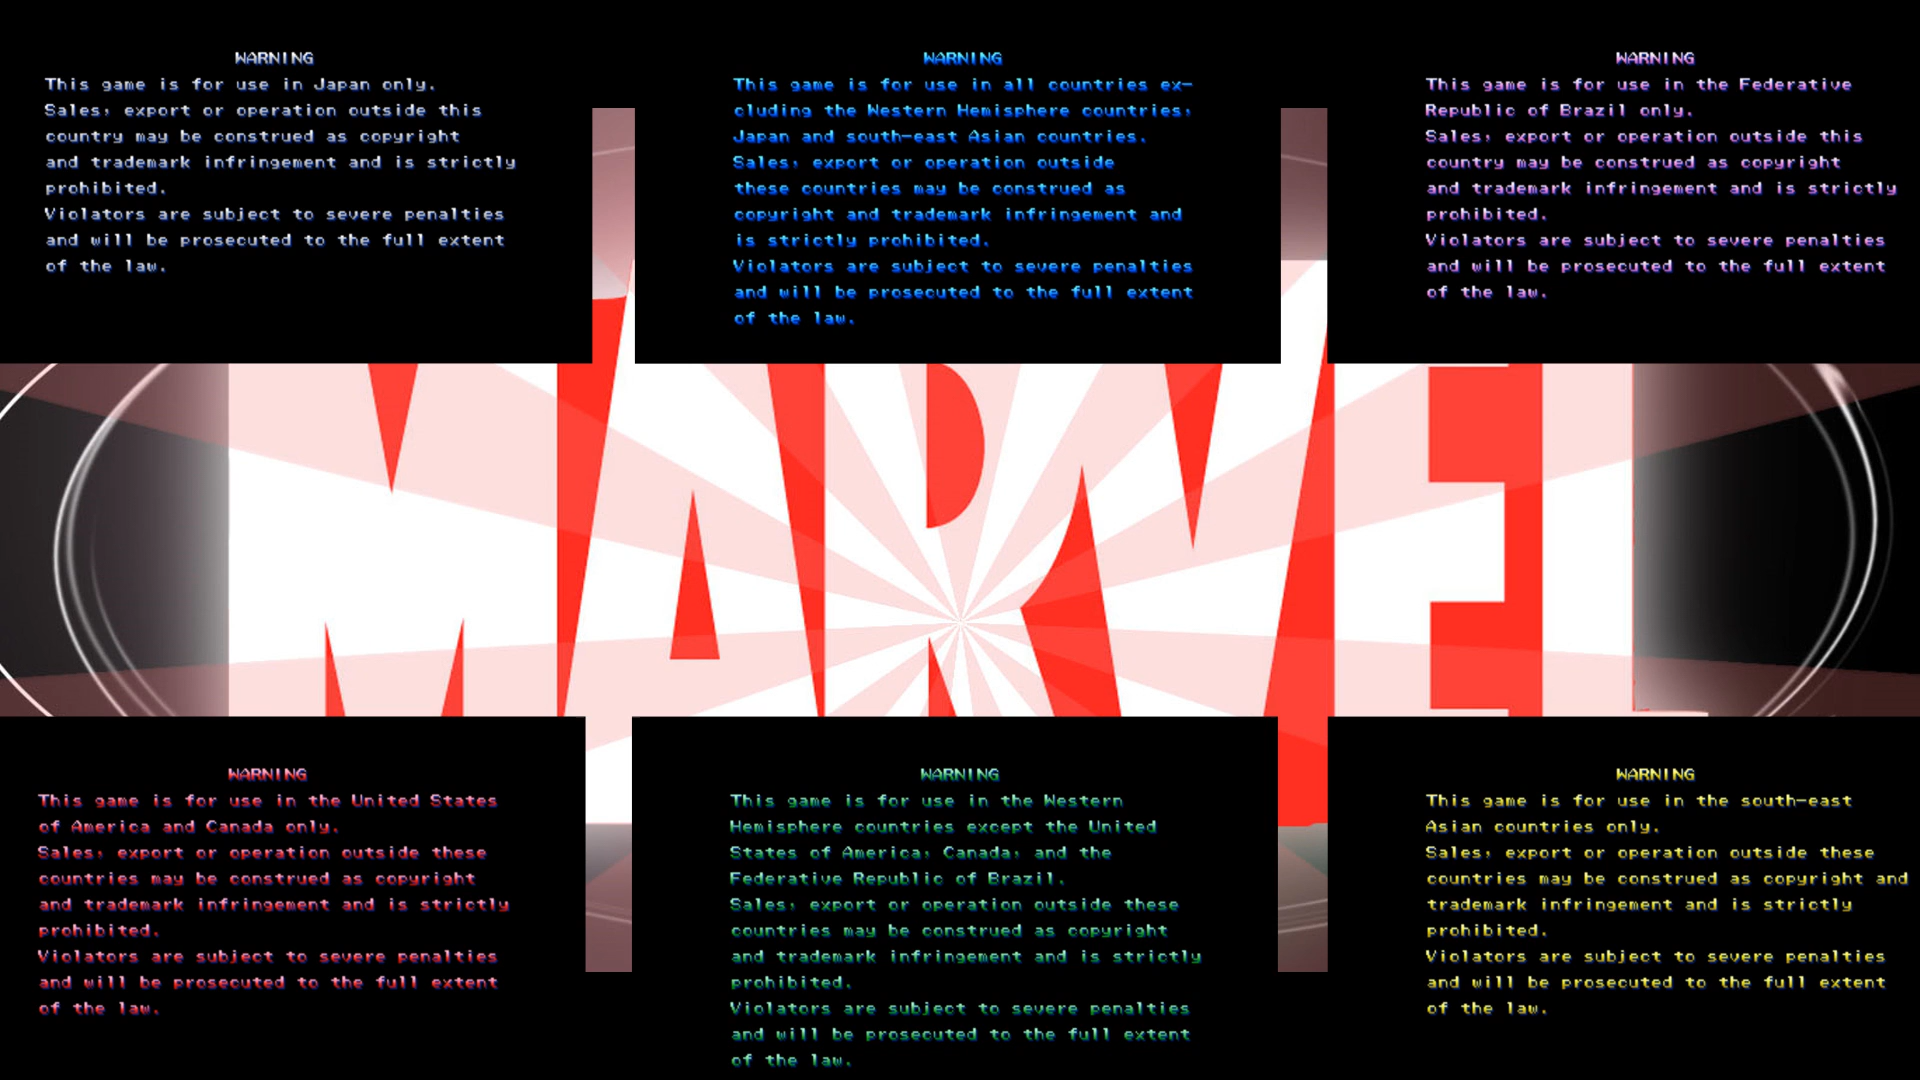 WARNING
This game is for use in Japan only.
Sales, export or operation outside this
country may be construed as copyright
and trademark infringement and is strictly
prohibited.
Violators are subject to severe penalties
and will be prosecuted to the full extent
of the law.
WARNING
This game is for use in all countries ex-
cluding the Western Hemisphere countries,
Japan and south-east Asian countries.
Sales, export or operation outside
these countries may be construed as
copyright and trademark infringement and
is strictly prohibited.
Violators are subject to severe penalties
and will be prosecuted to the full extent
of the law.
WARNING
This game is for use in the Federative
Republic of Brazil only.
Sales, export or operation outside this
country may be construed as copyright
and trademark infringement and is strictly
prohibited.
Violators are subject to severe penalties
and will be prosecuted to the full extent
of the law.
MARVEL
WARNING
This game is for use in the United States
of America and Canada only.
Sales, export or operation outside these
countries may be construed as copyright
and trademark infringement and is strictly
prohibited.
Violators are subject to severe penalties
and will be prosecuted to the full extent
of the law.
WARNING
This game is for use in the Western
Hemisphere countries except the United
States of America, Canada, and the
Federative Republic of Brazil.
Sales, export or operation outside these
countries may be construed as copyright
and trademark infringement and is strictly
prohibited.
Violators are subject to severe penalties
and will be prosecuted to the full extent
of the law.
WARNING
This game is for use in the south-east
Asian countries only.
Sales, export or operation outside these
countries may be construed as copyright and
trademark infringement and is strictly
prohibited.
Violators are subject to severe penalties
and will be prosecuted to the full extent
of the law.